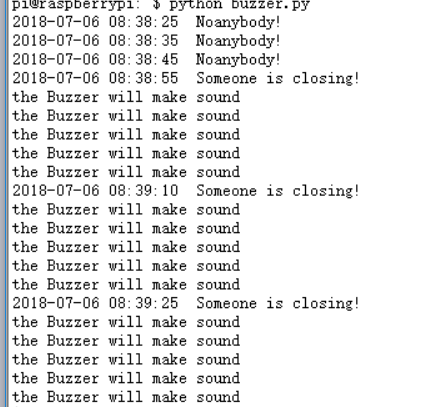 pi@raspberrypi: $ python buzzer.py
2018-07-06 08:38:25 Noanybody!
2018-07-06 08:38:35 Noanybody!
2018-07-06 08:38:45 Noanybody!
2018-07-06 08:38:55 Someone is closing!
the Buzzer will make sound
the Buzzer will make sound
the Buzzer will make sound
the Buzzer will make sound
the Buzzer will make sound
2018-07-06 08:39:10 Someone is closing!
the Buzzer will make sound
the Buzzer will make sound
the Buzzer will make sound
the Buzzer will make sound
the Buzzer will make sound
2018-07-06 08:39:25 Someone is closing!
the Buzzer will make sound
the Buzzer will make sound
the Buzzer will make sound
the Buzzer will make sound
the Buzzer will make sound